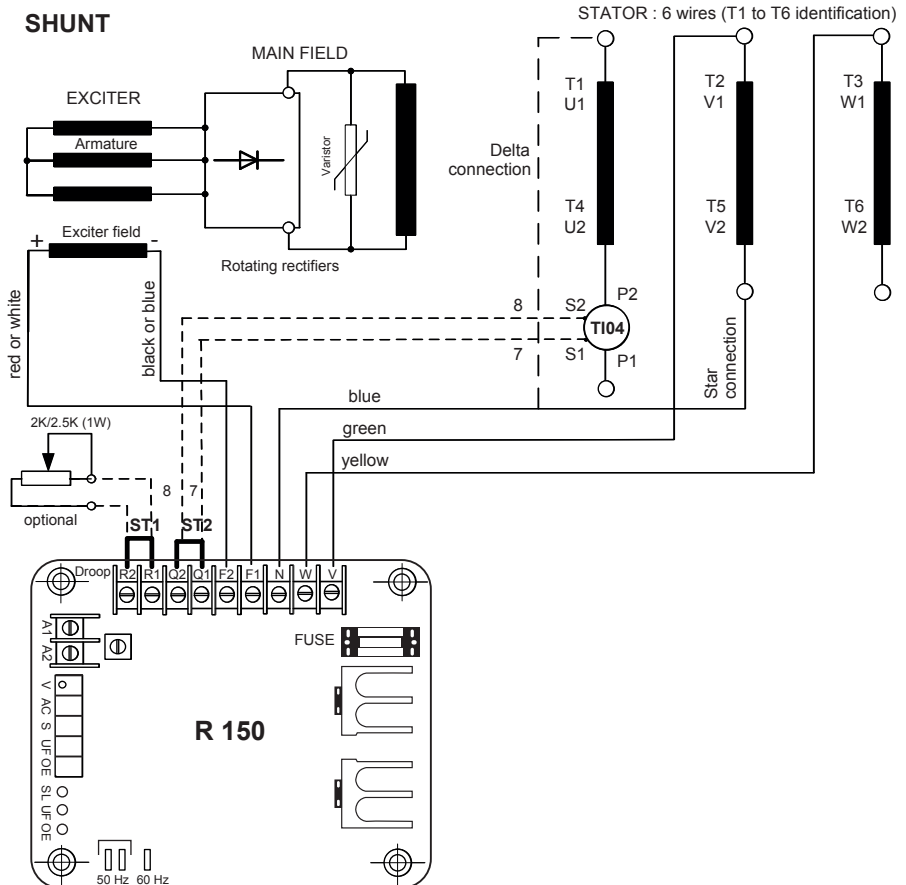 SHUNT
STATOR : 6 wires (T1 to T6 identification)
MAIN FIELD
EXCITER
Armature
Varistor
Rotating rectifiers
+ Exciter field -
red or white
black or blue
Delta
connection
T1
U1
T4
U2
T2
V1
T5
V2
T3
W1
T6
W2
8 S2 P2
TI04
7 S1 P1
Star
connection
blue
green
yellow
2K/2.5K (1W)
optional
8 7
ST1 ST2
Droop R2 R1 Q2 Q1 F2 F1 N W V
A1
A2
FUSE
V
AC
S
UF
OE
R 150
SL
UF
OE
50 Hz 60 Hz